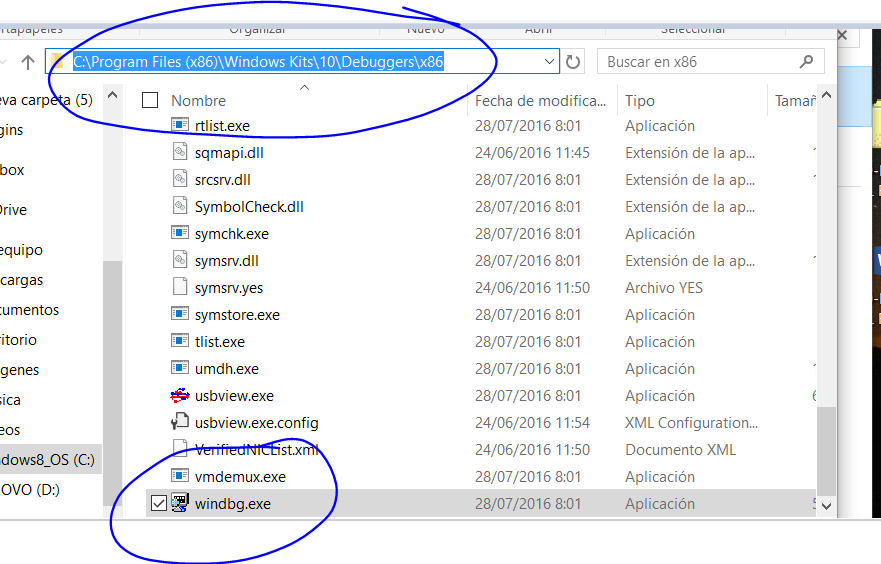 rtapapeles Organizar Nuevo Abrir Seleccionar
C:\Program Files (x86)\Windows Kits\10\Debuggers\x86 Buscar en x86
eva carpeta (5) Nombre Fecha de modifica... Tipo Tamañ
gins rtlist.exe 28/07/2016 8:01 Aplicación
sqmapi.dll 24/06/2016 11:45 Extensión de la ap...
box srcsrv.dll 28/07/2016 8:01 Extensión de la ap...
Drive SymbolCheck.dll 28/07/2016 8:01 Extensión de la ap...
symchk.exe 28/07/2016 8:01 Aplicación
equipo symsrv.dll 28/07/2016 8:01 Extensión de la ap...
cargas symsrv.yes 24/06/2016 11:50 Archivo YES
cumentos symstore.exe 28/07/2016 8:01 Aplicación
ritorio tlist.exe 28/07/2016 8:01 Aplicación
ágenes umdh.exe 28/07/2016 8:01 Aplicación
sica usbview.exe 28/07/2016 8:01 Aplicación
eos usbview.exe.config 24/06/2016 11:54 XML Configuration...
ndows8_OS (C:) VerifiedNICList.xml 24/06/2016 11:50 Documento XML
OVO (D:) vmdemux.exe 28/07/2016 8:01 Aplicación
windbg.exe 28/07/2016 8:01 Aplicación